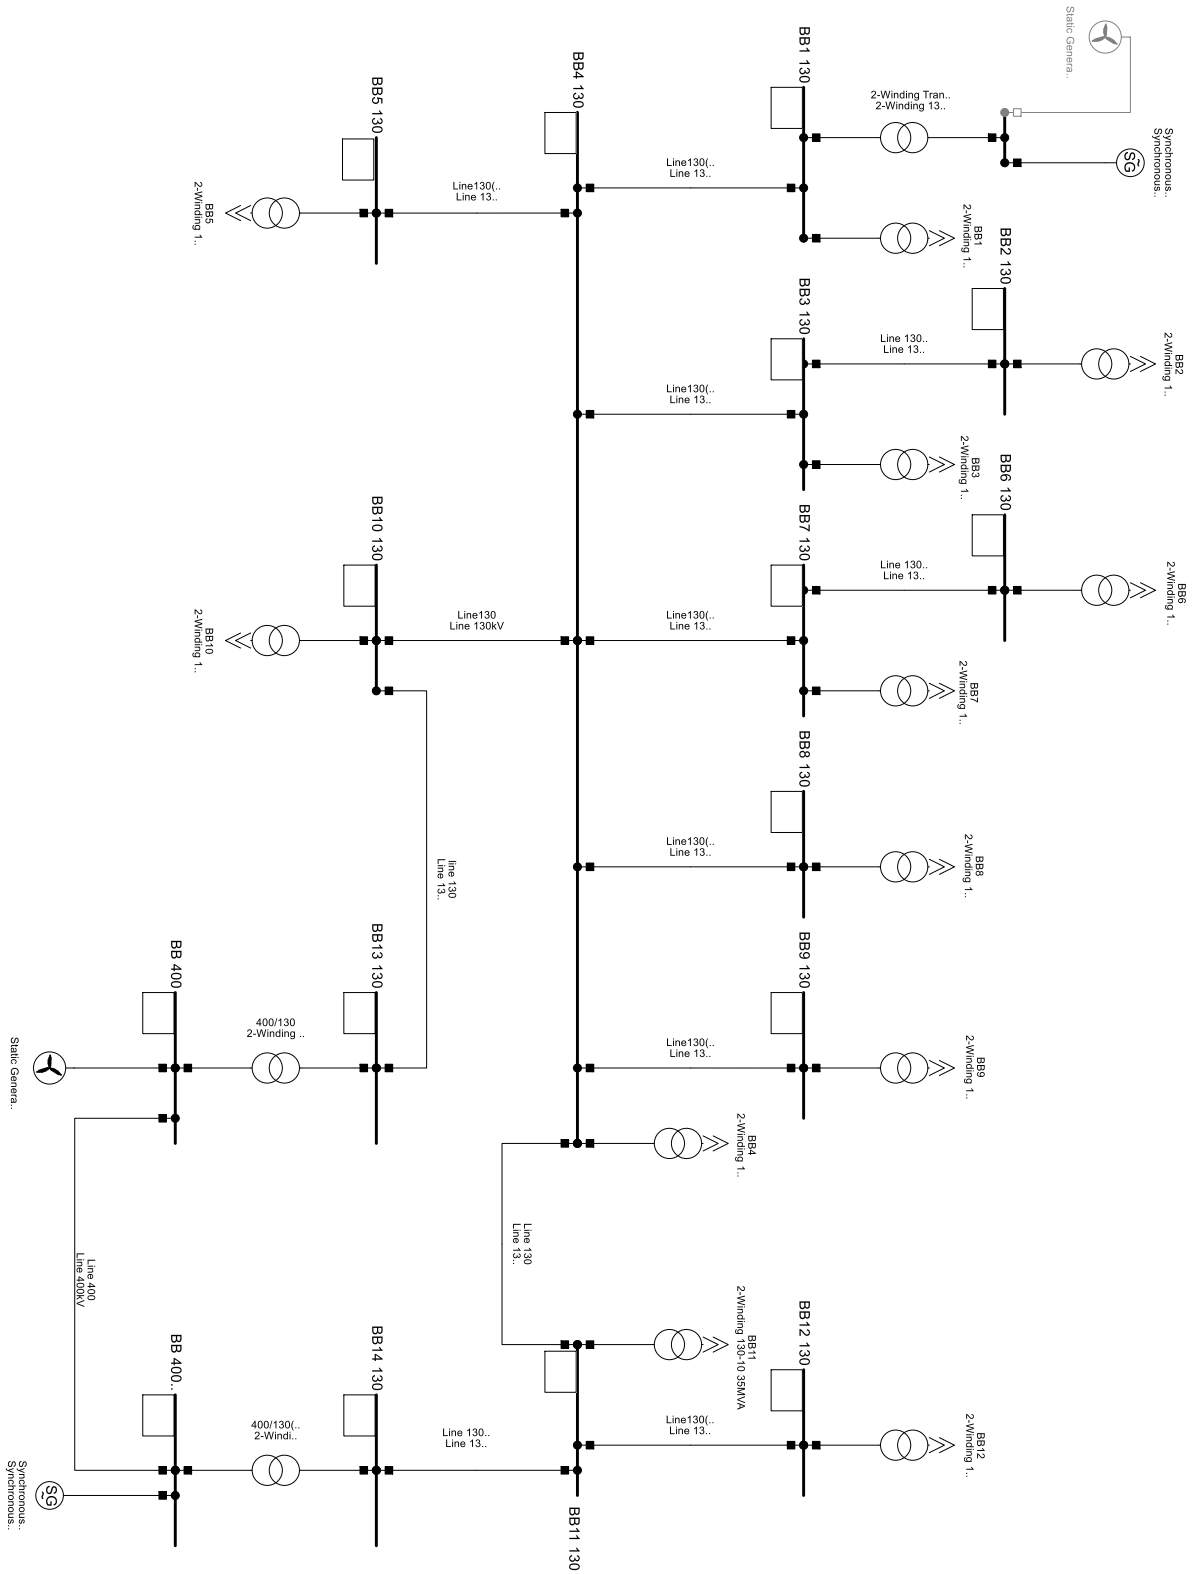 Static Genera..
BB1 130
2-Winding Tran..
2-Winding 13..
Synchronous..
Synchronous..
SG
~
BB4 130
BB5 130
Line130(..
Line 13..
Line130(..
Line 13..
BB5
2-Winding 1..
BB1
2-Winding 1..
BB2 130
BB3 130
Line 130..
Line 13..
BB2
2-Winding 1..
Line130(..
Line 13..
BB3
2-Winding 1..
BB6 130
BB7 130
BB10 130
Line 130..
Line 13..
BB6
2-Winding 1..
Line130
Line 130kV
Line130(..
Line 13..
BB10
2-Winding 1..
BB7
2-Winding 1..
BB8 130
line 130
Line 13..
Line130(..
Line 13..
BB8
2-Winding 1..
BB 400
BB13 130
BB9 130
400/130
2-Winding ..
Line130(..
Line 13..
BB9
2-Winding 1..
Static Genera..
BB4
2-Winding 1..
Line 400
Line 400kV
Line 130
Line 13..
BB11
2-Winding 130-10 35MVA
BB12 130
BB 400..
BB14 130
400/130(..
2-Windi..
Line 130..
Line 13..
Line130(..
Line 13..
BB12
2-Winding 1..
Synchronous..
Synchronous..
SG
~
BB11 130